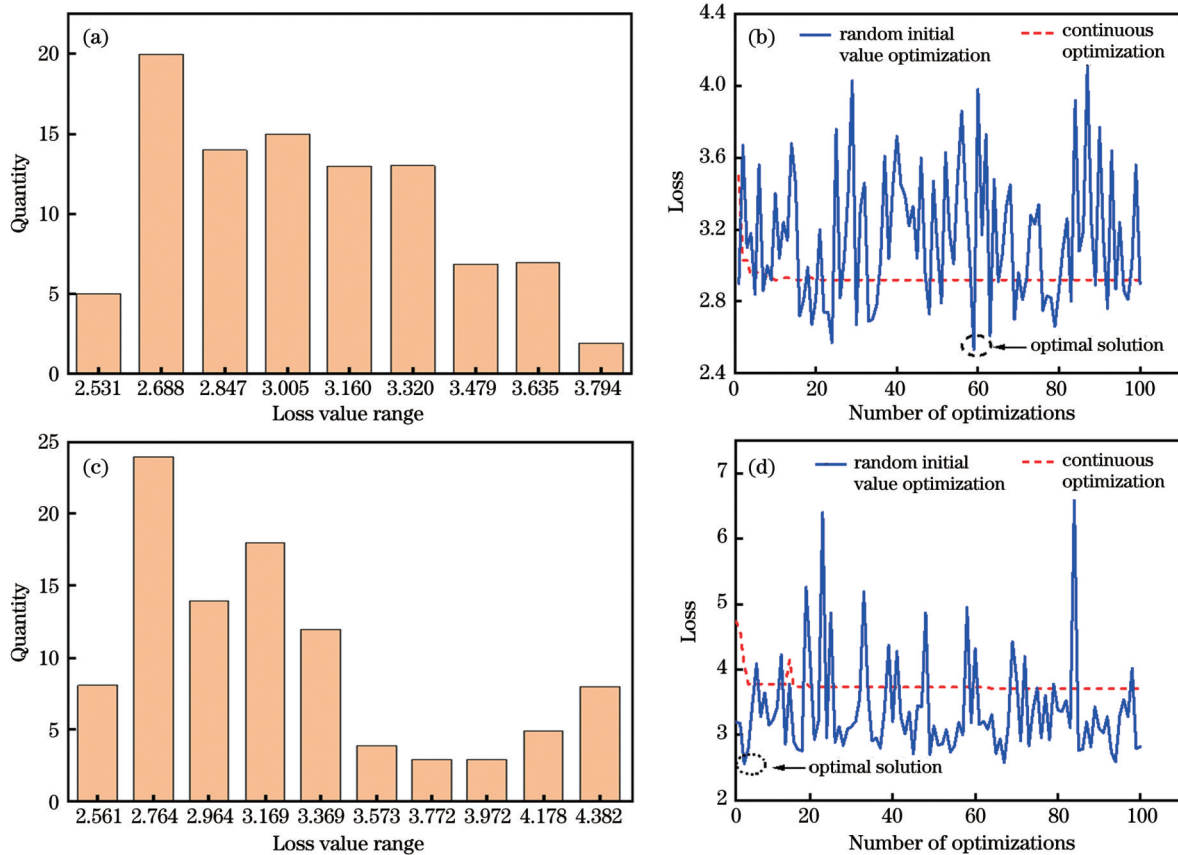 (a)
20
15
10
5
0
Quantity
2.531 2.688 2.847 3.005 3.160 3.320 3.479 3.635 3.794
Loss value range
(b)
random initial
value optimization
continuous
optimization
4.4
4.0
3.6
3.2
2.8
2.4
Loss
optimal solution
0 20 40 60 80 100
Number of optimizations
(c)
25
20
15
10
5
0
Quantity
2.561 2.764 2.964 3.169 3.369 3.573 3.772 3.972 4.178 4.382
Loss value range
(d)
random initial
value optimization
continuous
optimization
7
6
5
4
3
2
Loss
optimal solution
0 20 40 60 80 100
Number of optimizations